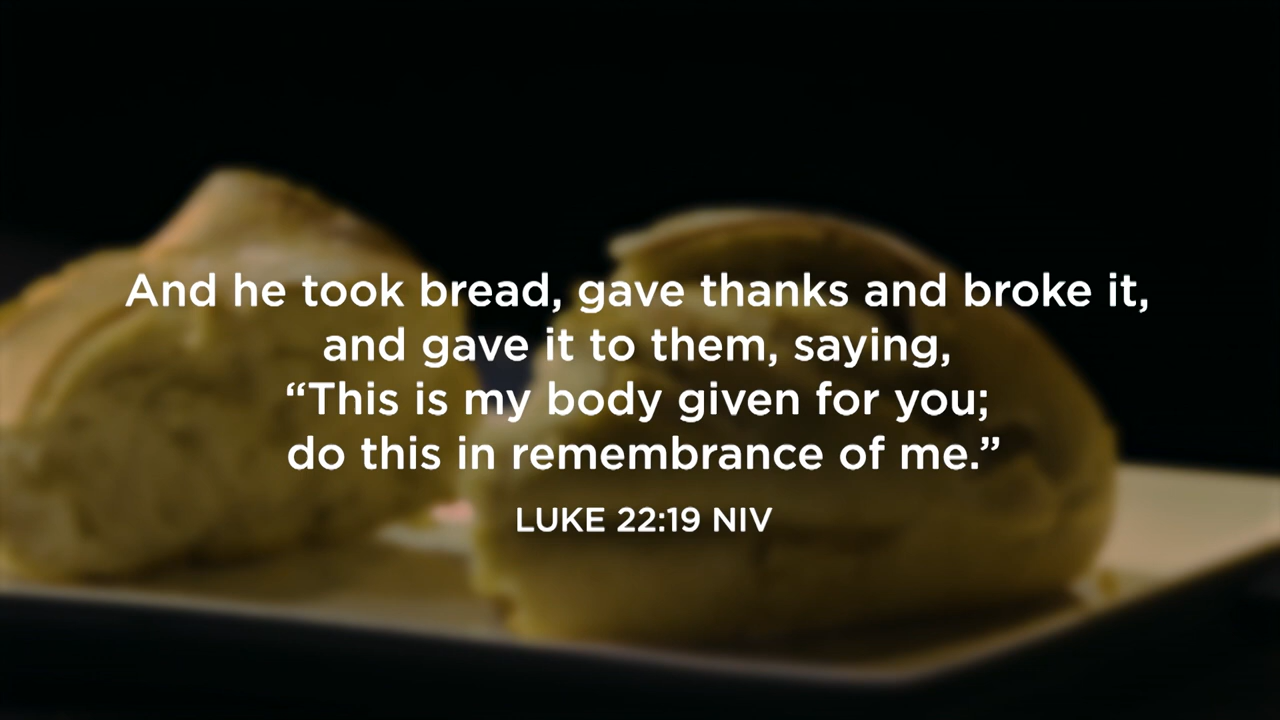 And he took bread, gave thanks and broke it,
and gave it to them, saying,
“This is my body given for you;
do this in remembrance of me.”
LUKE 22:19 NIV